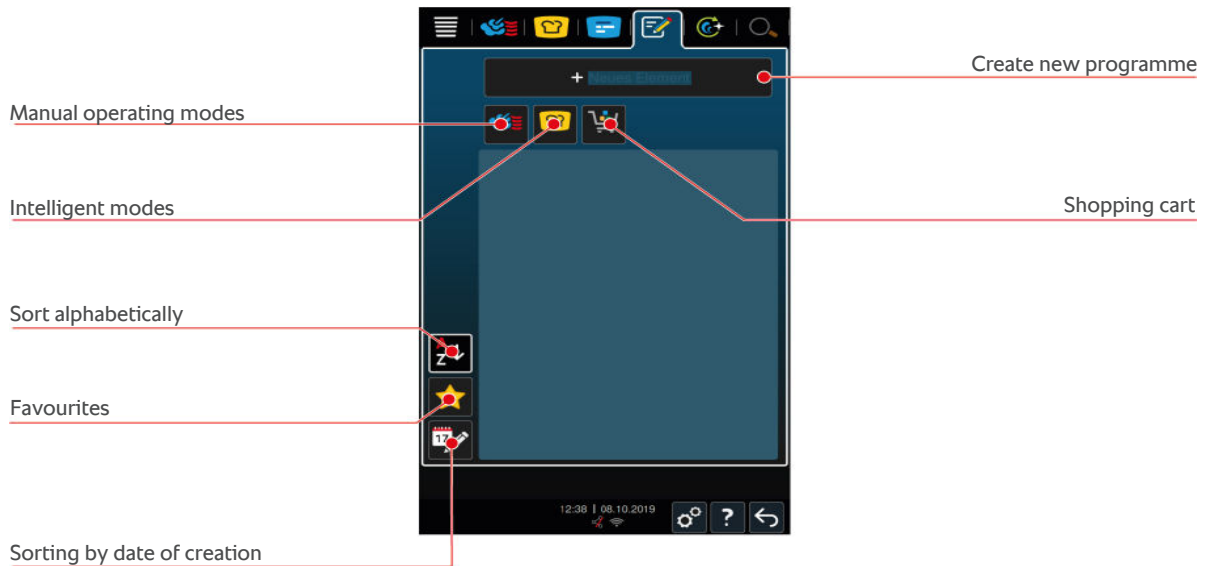 Create new programme
+ Neues Element
Manual operating modes
Intelligent modes
Shopping cart
Sort alphabetically
Z
Favourites
17
12:38 | 08.10.2019
?
Sorting by date of creation